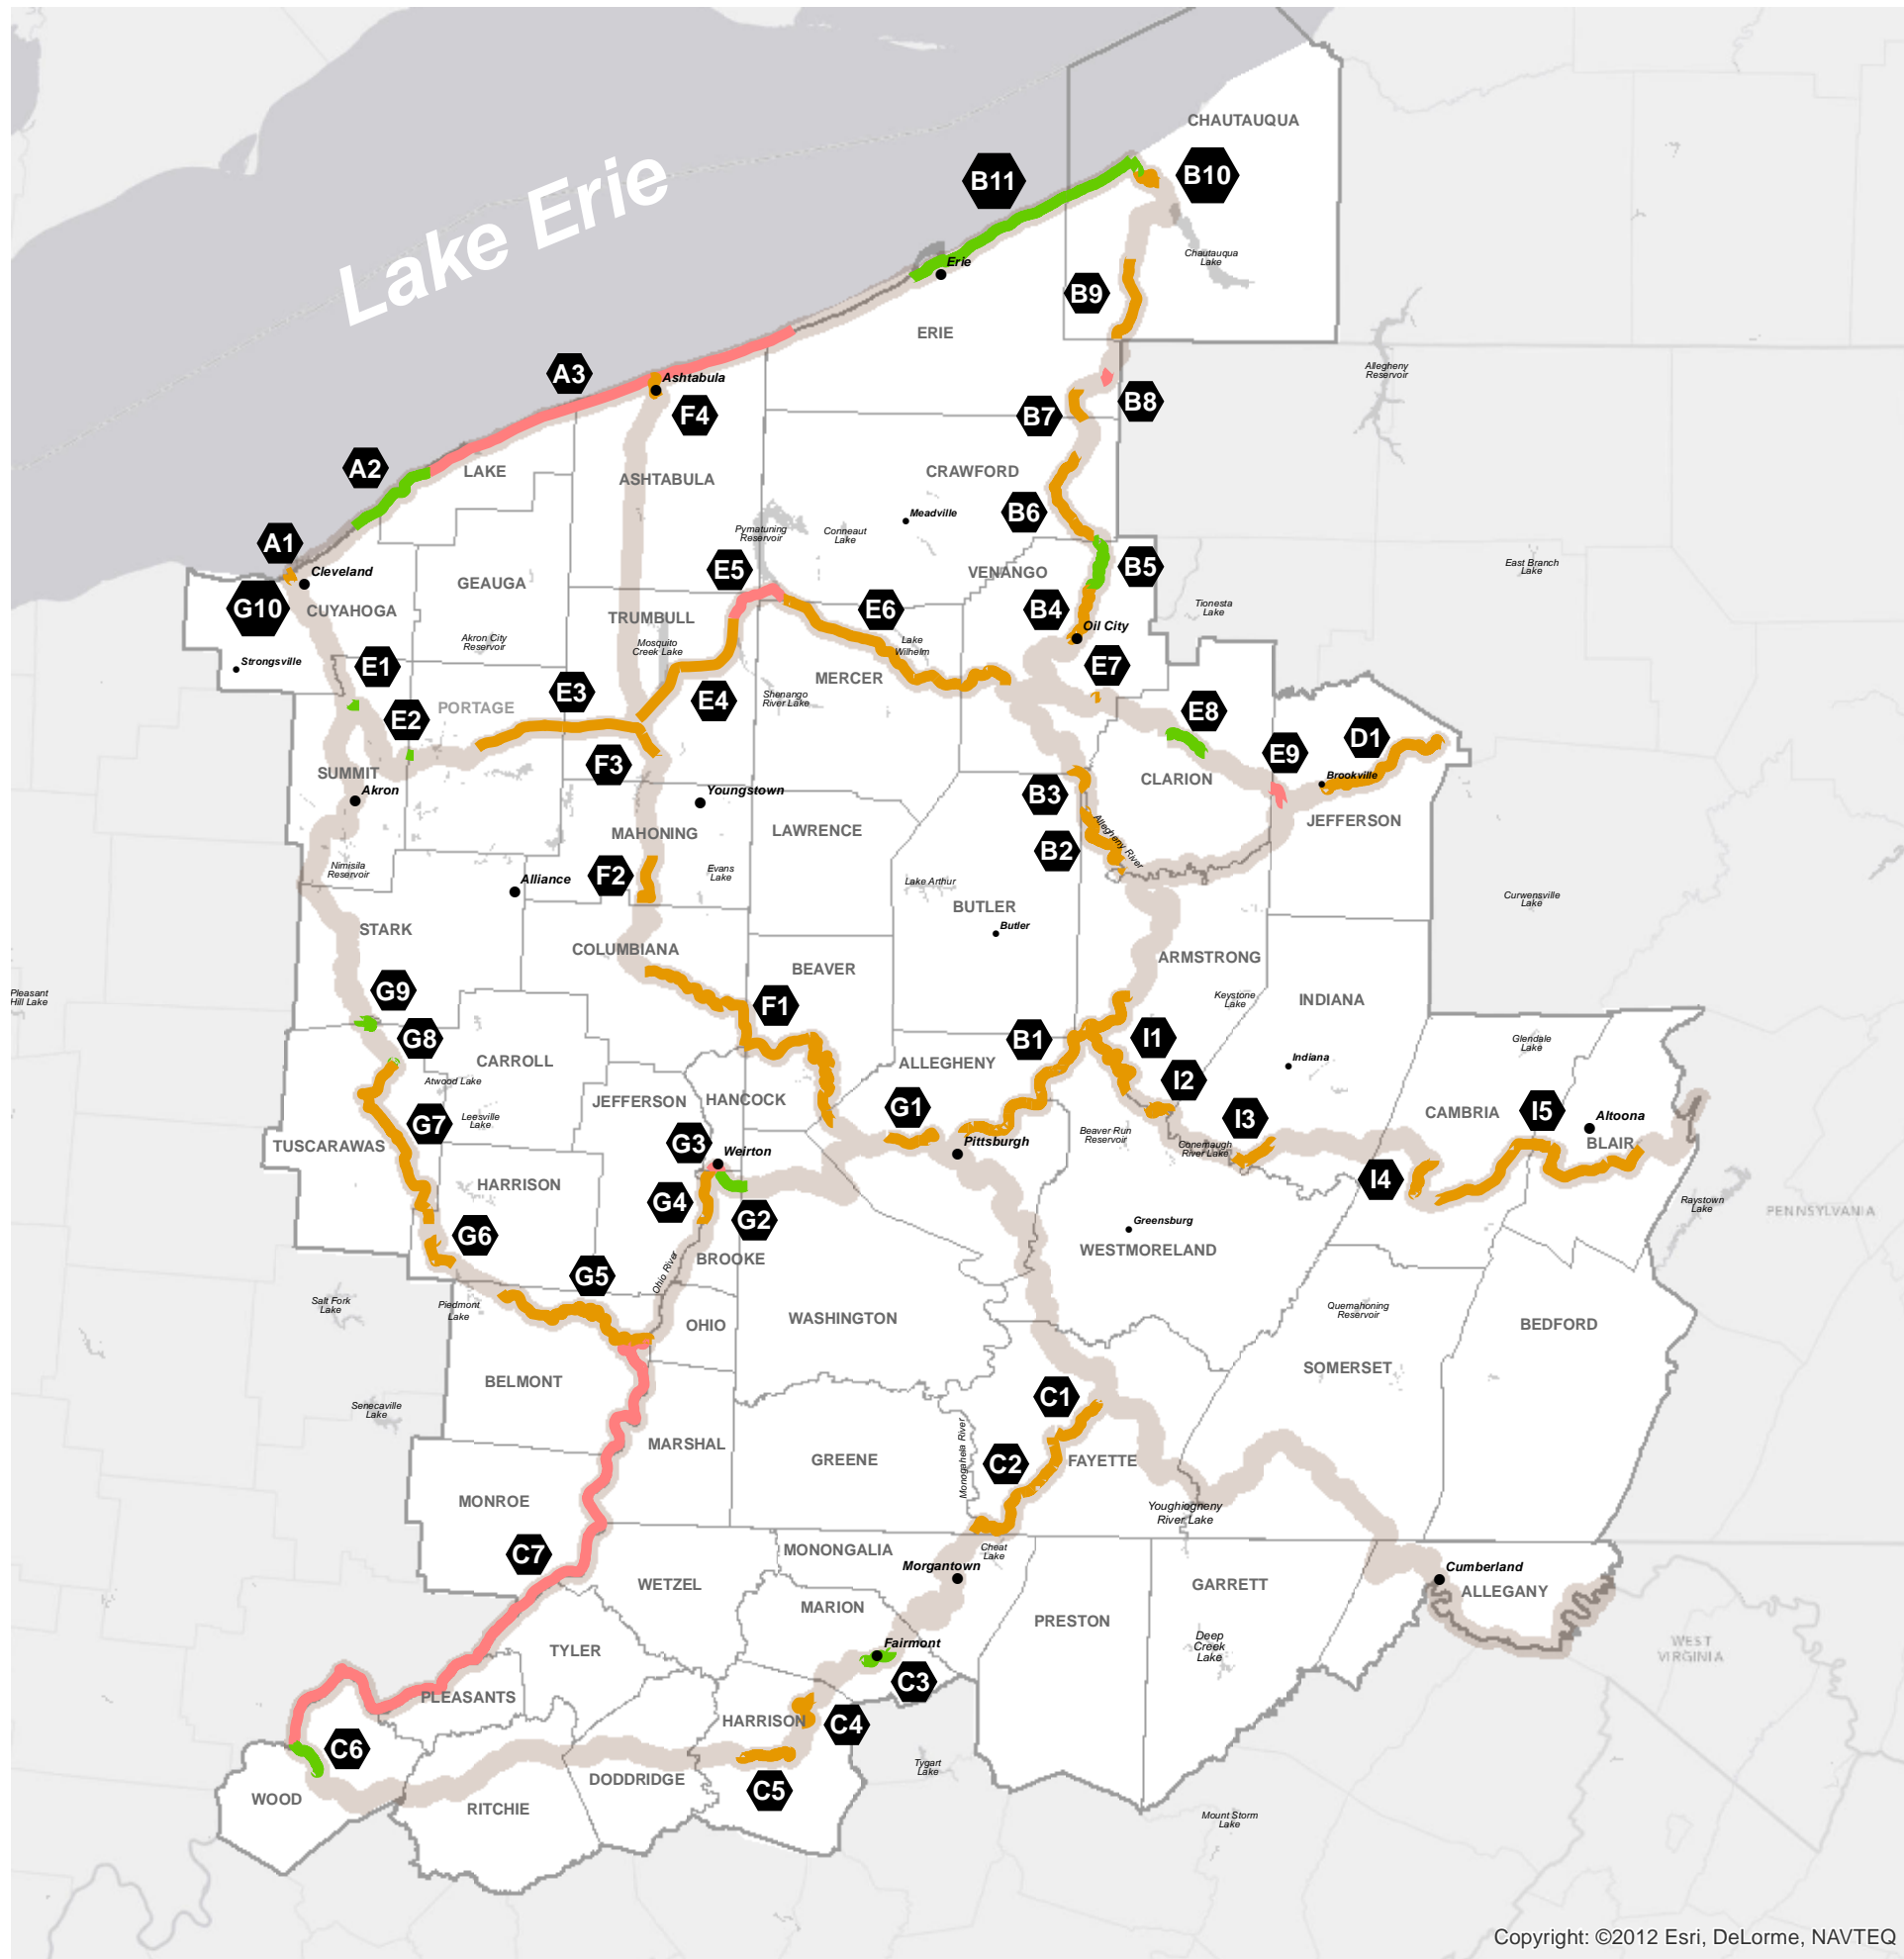 CHAUTAUQUA
B10
B11
Lake Erie
Chautauqua
Lake
Erie
B9
ERIE
A3
Ashtabula
Allegheny
Reservoir
F4
B7
B8
A2
LAKE
ASHTABULA
CRAWFORD
B6
Meadville
Pymatuning
Reservoir
Conneaut
Lake
A1
Cleveland
E5
VENANGO
B5
East Branch
Lake
GEAUGA
G10
CUYAHOGA
TRUMBULL
E6
B4
Tionesta
Lake
Oil City
Akron City
Reservoir
Mosquito
Creek Lake
Lake
Wilhelm
Strongsville
E1
E7
MERCER
E3
E4
Shenango
River Lake
PORTAGE
E2
E8
D1
F3
E9
SUMMIT
CLARION
Brookville
Akron
Youngstown
B3
MAHONING
LAWRENCE
JEFFERSON
Allegheny River
B2
Nimisila
Reservoir
F2
Evans
Lake
Alliance
Lake Arthur
Curwensville
Lake
BUTLER
STARK
Butler
COLUMBIANA
ARMSTRONG
BEAVER
G9
Pleasant
Hill Lake
F1
Keystone
Lake
INDIANA
G8
B1
I1
Glendale
Lake
CARROLL
ALLEGHENY
Indiana
Atwood Lake
I2
JEFFERSON
HANCOCK
G1
CAMBRIA
I5
Altoona
G7
Leesville
Lake
I3
TUSCARAWAS
G3
Weirton
Pittsburgh
Beaver Run
Reservoir
Conemaugh
River Lake
BLAIR
HARRISON
G4
I4
G2
Greensburg
Raystown
Lake
PENNSYLVANIA
G6
BROOKE
WESTMORELAND
Ohio River
G5
Salt Fork
Lake
Piedmont
Lake
OHIO
WASHINGTON
Quemahoning
Reservoir
BEDFORD
BELMONT
SOMERSET
C1
Senecaville
Lake
MARSHAL
GREENE
Monogahela River
C2
FAYETTE
MONROE
Youghiogneny
River Lake
C7
MONONGALIA
Cheat
Lake
Morgantown
Cumberland
WETZEL
GARRETT
ALLEGANY
MARION
PRESTON
TYLER
Fairmont
Deep
Creek
Lake
WEST
VIRGINIA
C3
PLEASANTS
HARRISON
C4
C6
Tygart
Lake
DODDRIDGE
C5
WOOD
RITCHIE
Mount Storm
Lake
Copyright: ©2012 Esri, DeLorme, NAVTEQ